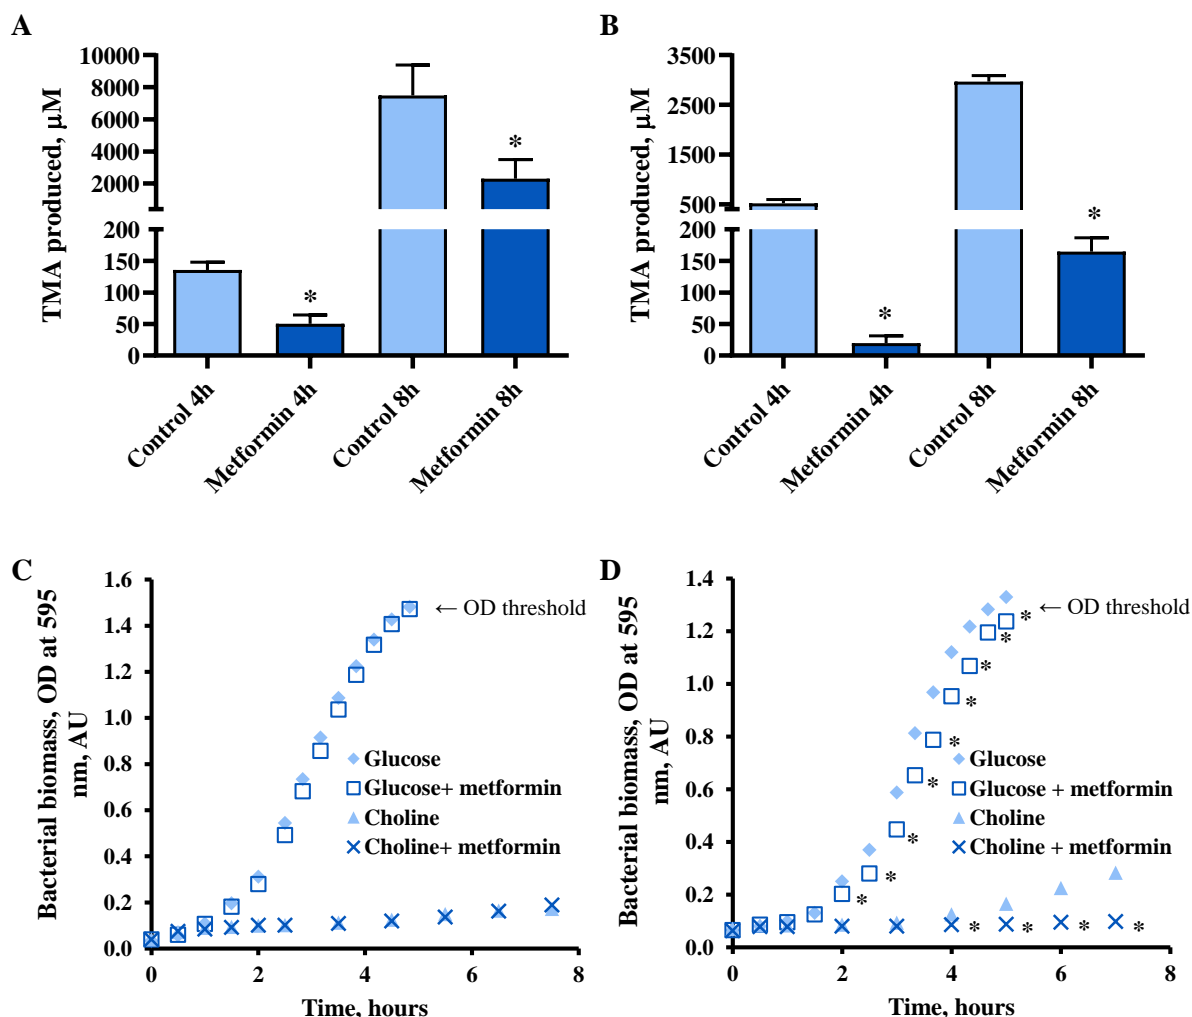 A
TMA produced, μM
10000
8000
6000
4000
2000
200
150
100
50
0
*
*
Control 4h
Metformin 4h
Control 8h
Metformin 8h
B
TMA produced, μM
3500
2500
1500
500
200
150
100
50
0
*
*
Control 4h
Metformin 4h
Control 8h
Metformin 8h
C
Bacterial biomass, OD at 595
nm, AU
1.6
1.4
1.2
1.0
0.8
0.6
0.4
0.2
0.0
← OD threshold
Glucose
Glucose+ metformin
Choline
Choline+ metformin
0
2
4
6
8
Time, hours
D
Bacterial biomass, OD at 595
nm, AU
1.4
1.2
1.0
0.8
0.6
0.4
0.2
0.0
← OD threshold
*
*
*
*
*
*
*
*
*
*
Glucose
Glucose + metformin
Choline
Choline + metformin
* * * *
0
2
4
6
8
Time, hours